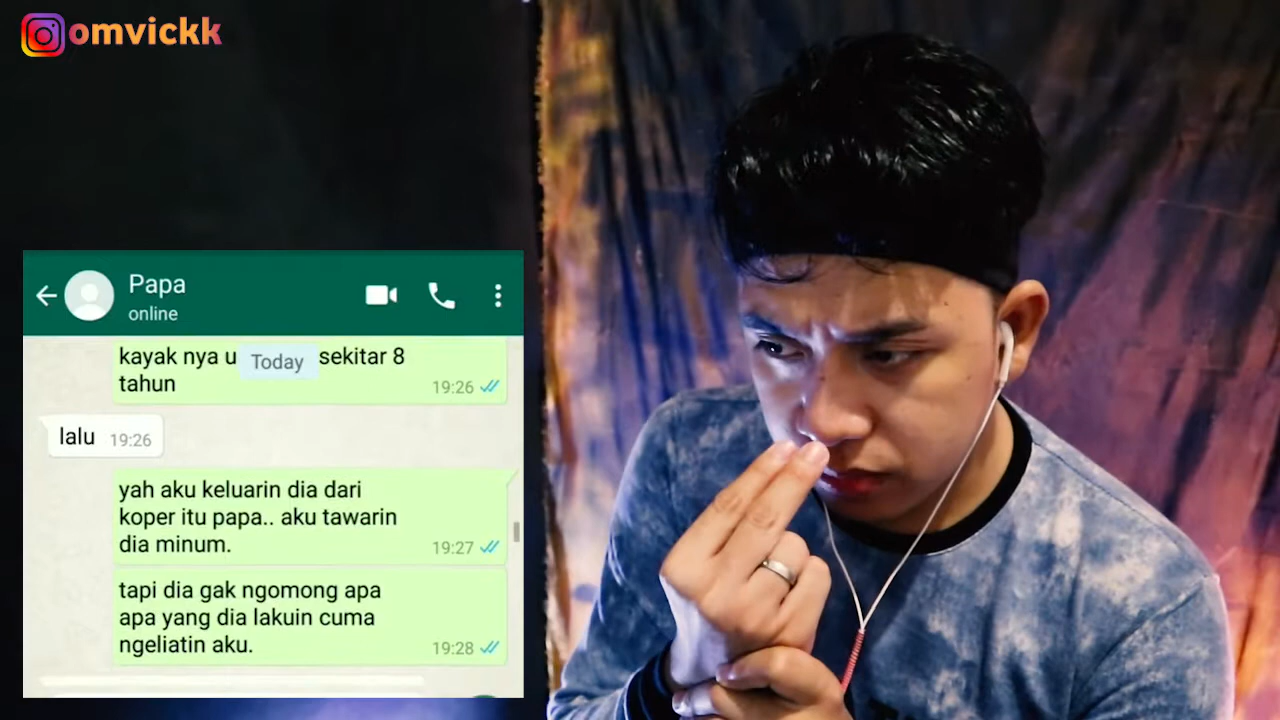 omvickk
Papa
online
kayak nya u
Today
sekitar 8
tahun
19:26
lalu 19:26
yah aku keluarin dia dari
koper itu papa.. aku tawarin
dia minum.
19:27
tapi dia gak ngomong apa
apa yang dia lakuin cuma
ngeliatin aku.
19:28